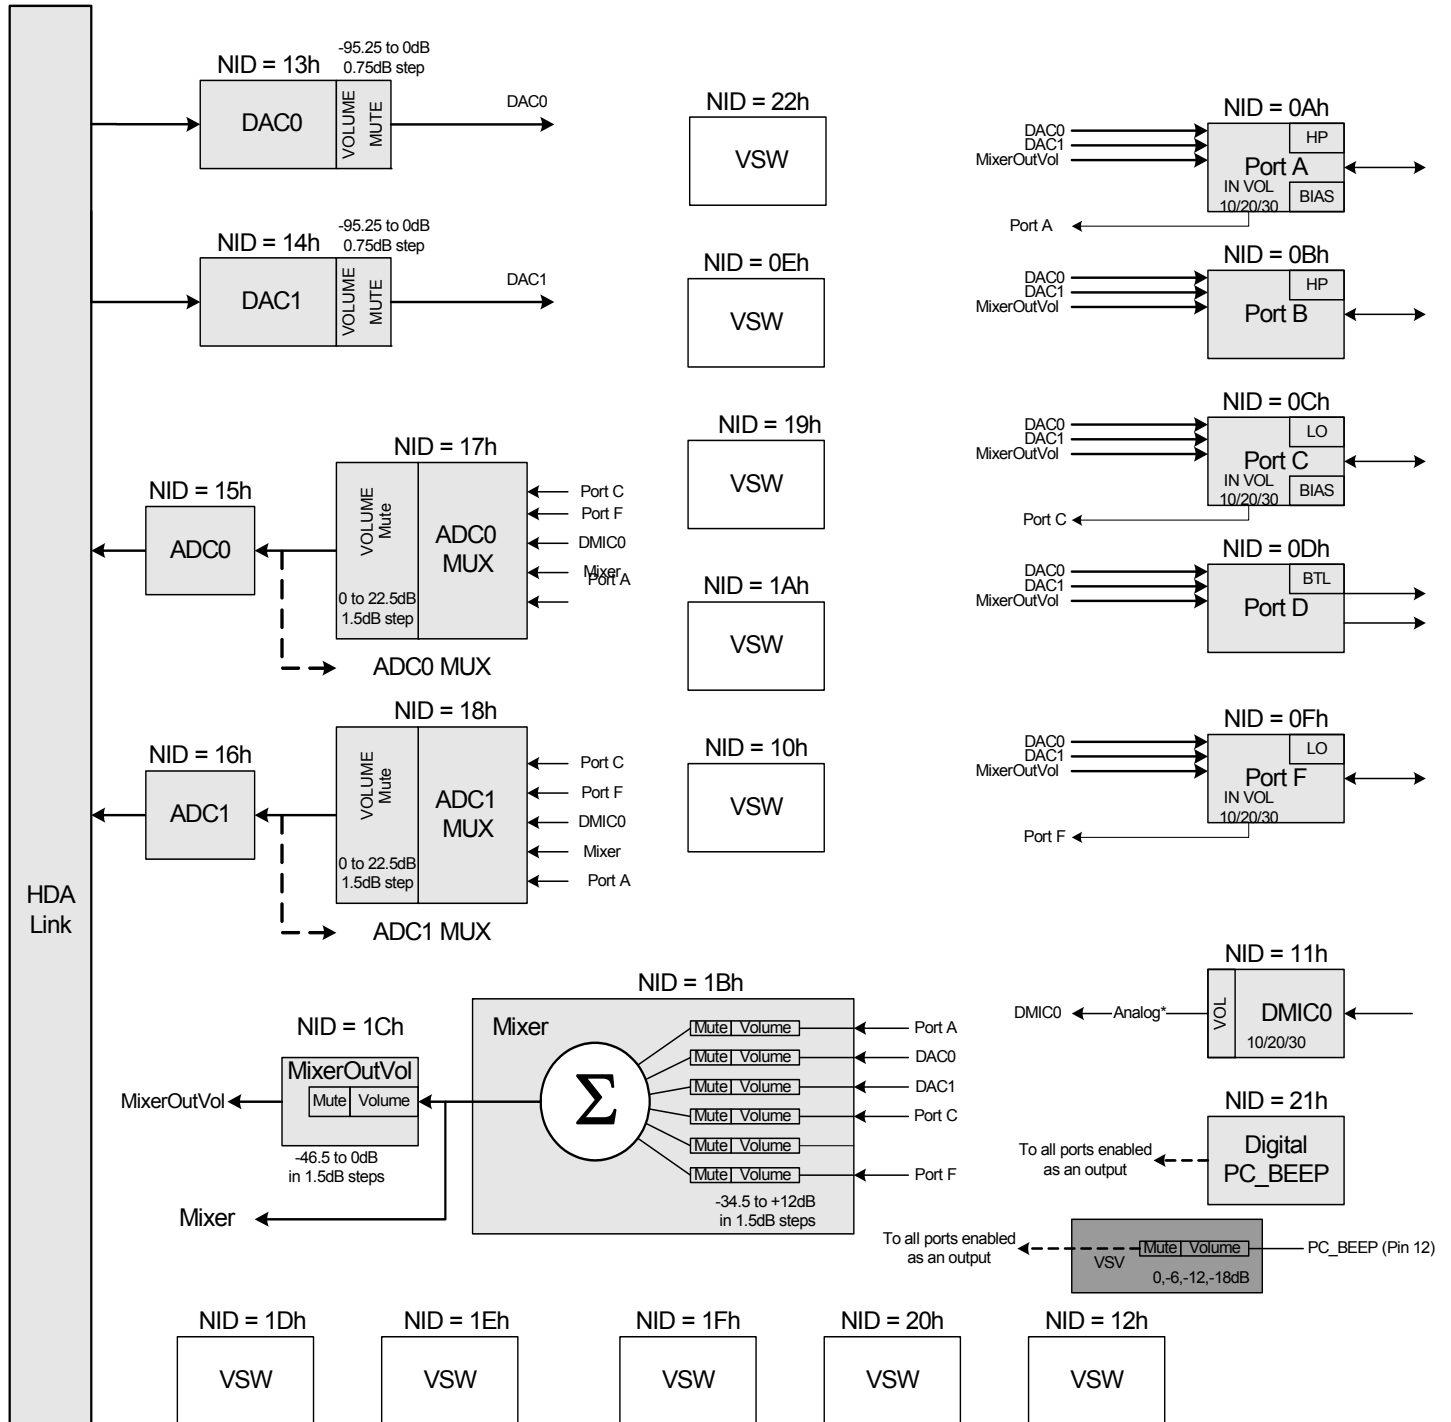 HDA
Link
NID = 13h
-95.25 to 0dB
0.75dB step
DAC0
VOLUME
MUTE
DAC0
NID = 14h
-95.25 to 0dB
0.75dB step
DAC1
VOLUME
MUTE
DAC1
NID = 22h
VSW
NID = 0Eh
VSW
NID = 19h
VSW
NID = 1Ah
VSW
NID = 10h
VSW
NID = 0Ah
DAC0
DAC1
MixerOutVol
HP
Port A
IN VOL
10/20/30
BIAS
Port A
NID = 0Bh
DAC0
DAC1
MixerOutVol
HP
Port B
NID = 0Ch
DAC0
DAC1
MixerOutVol
LO
Port C
IN VOL
10/20/30
BIAS
Port C
NID = 0Dh
DAC0
DAC1
MixerOutVol
BTL
Port D
NID = 0Fh
DAC0
DAC1
MixerOutVol
LO
Port F
IN VOL
10/20/30
Port F
NID = 17h
NID = 15h
ADC0
VOLUME
Mute
0 to 22.5dB
1.5dB step
ADC0
MUX
Port C
Port F
DMIC0
Mixer
Port A
ADC0 MUX
NID = 18h
NID = 16h
ADC1
VOLUME
Mute
0 to 22.5dB
1.5dB step
ADC1
MUX
Port C
Port F
DMIC0
Mixer
Port A
ADC1 MUX
NID = 11h
DMIC0
Analog*
VOL
DMIC0
10/20/30
NID = 1Bh
Mixer
Σ
Mute Volume
Port A
Mute Volume
DAC0
Mute Volume
DAC1
Mute Volume
Port C
Mute Volume
Mute Volume
Port F
-34.5 to +12dB
in 1.5dB steps
NID = 1Ch
MixerOutVol
Mute Volume
MixerOutVol
-46.5 to 0dB
in 1.5dB steps
Mixer
NID = 21h
Digital
PC_BEEP
To all ports enabled
as an output
To all ports enabled
as an output
VSV
Mute Volume
0,-6,-12,-18dB
PC_BEEP (Pin 12)
NID = 1Dh
VSW
NID = 1Eh
VSW
NID = 1Fh
VSW
NID = 20h
VSW
NID = 12h
VSW